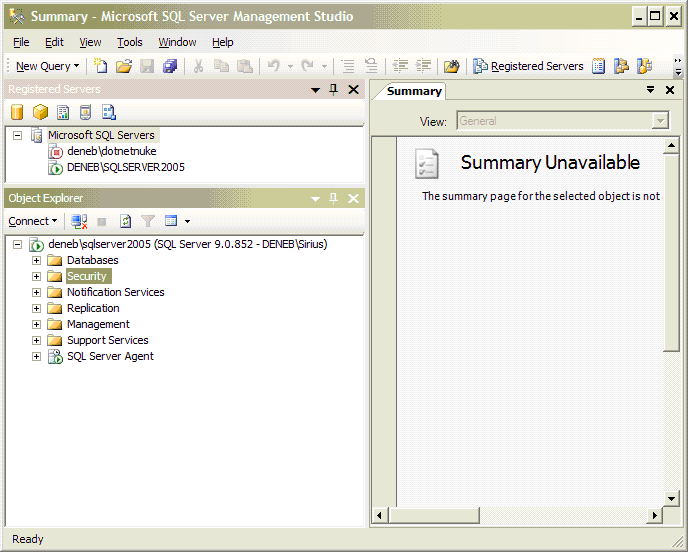 Summary - Microsoft SQL Server Management Studio
File Edit View Tools Window Help
New Query Registered Servers
Registered Servers
Microsoft SQL Servers
deneb\dotnetnuke
DENEB\SQLSERVER2005
Object Explorer
Connect
deneb\sqlserver2005 (SQL Server 9.0.852 - DENEB\Sirius)
Databases
Security
Notification Services
Replication
Management
Support Services
SQL Server Agent
Summary
View: General
Summary Unavailable
The summary page for the selected object is not
Ready